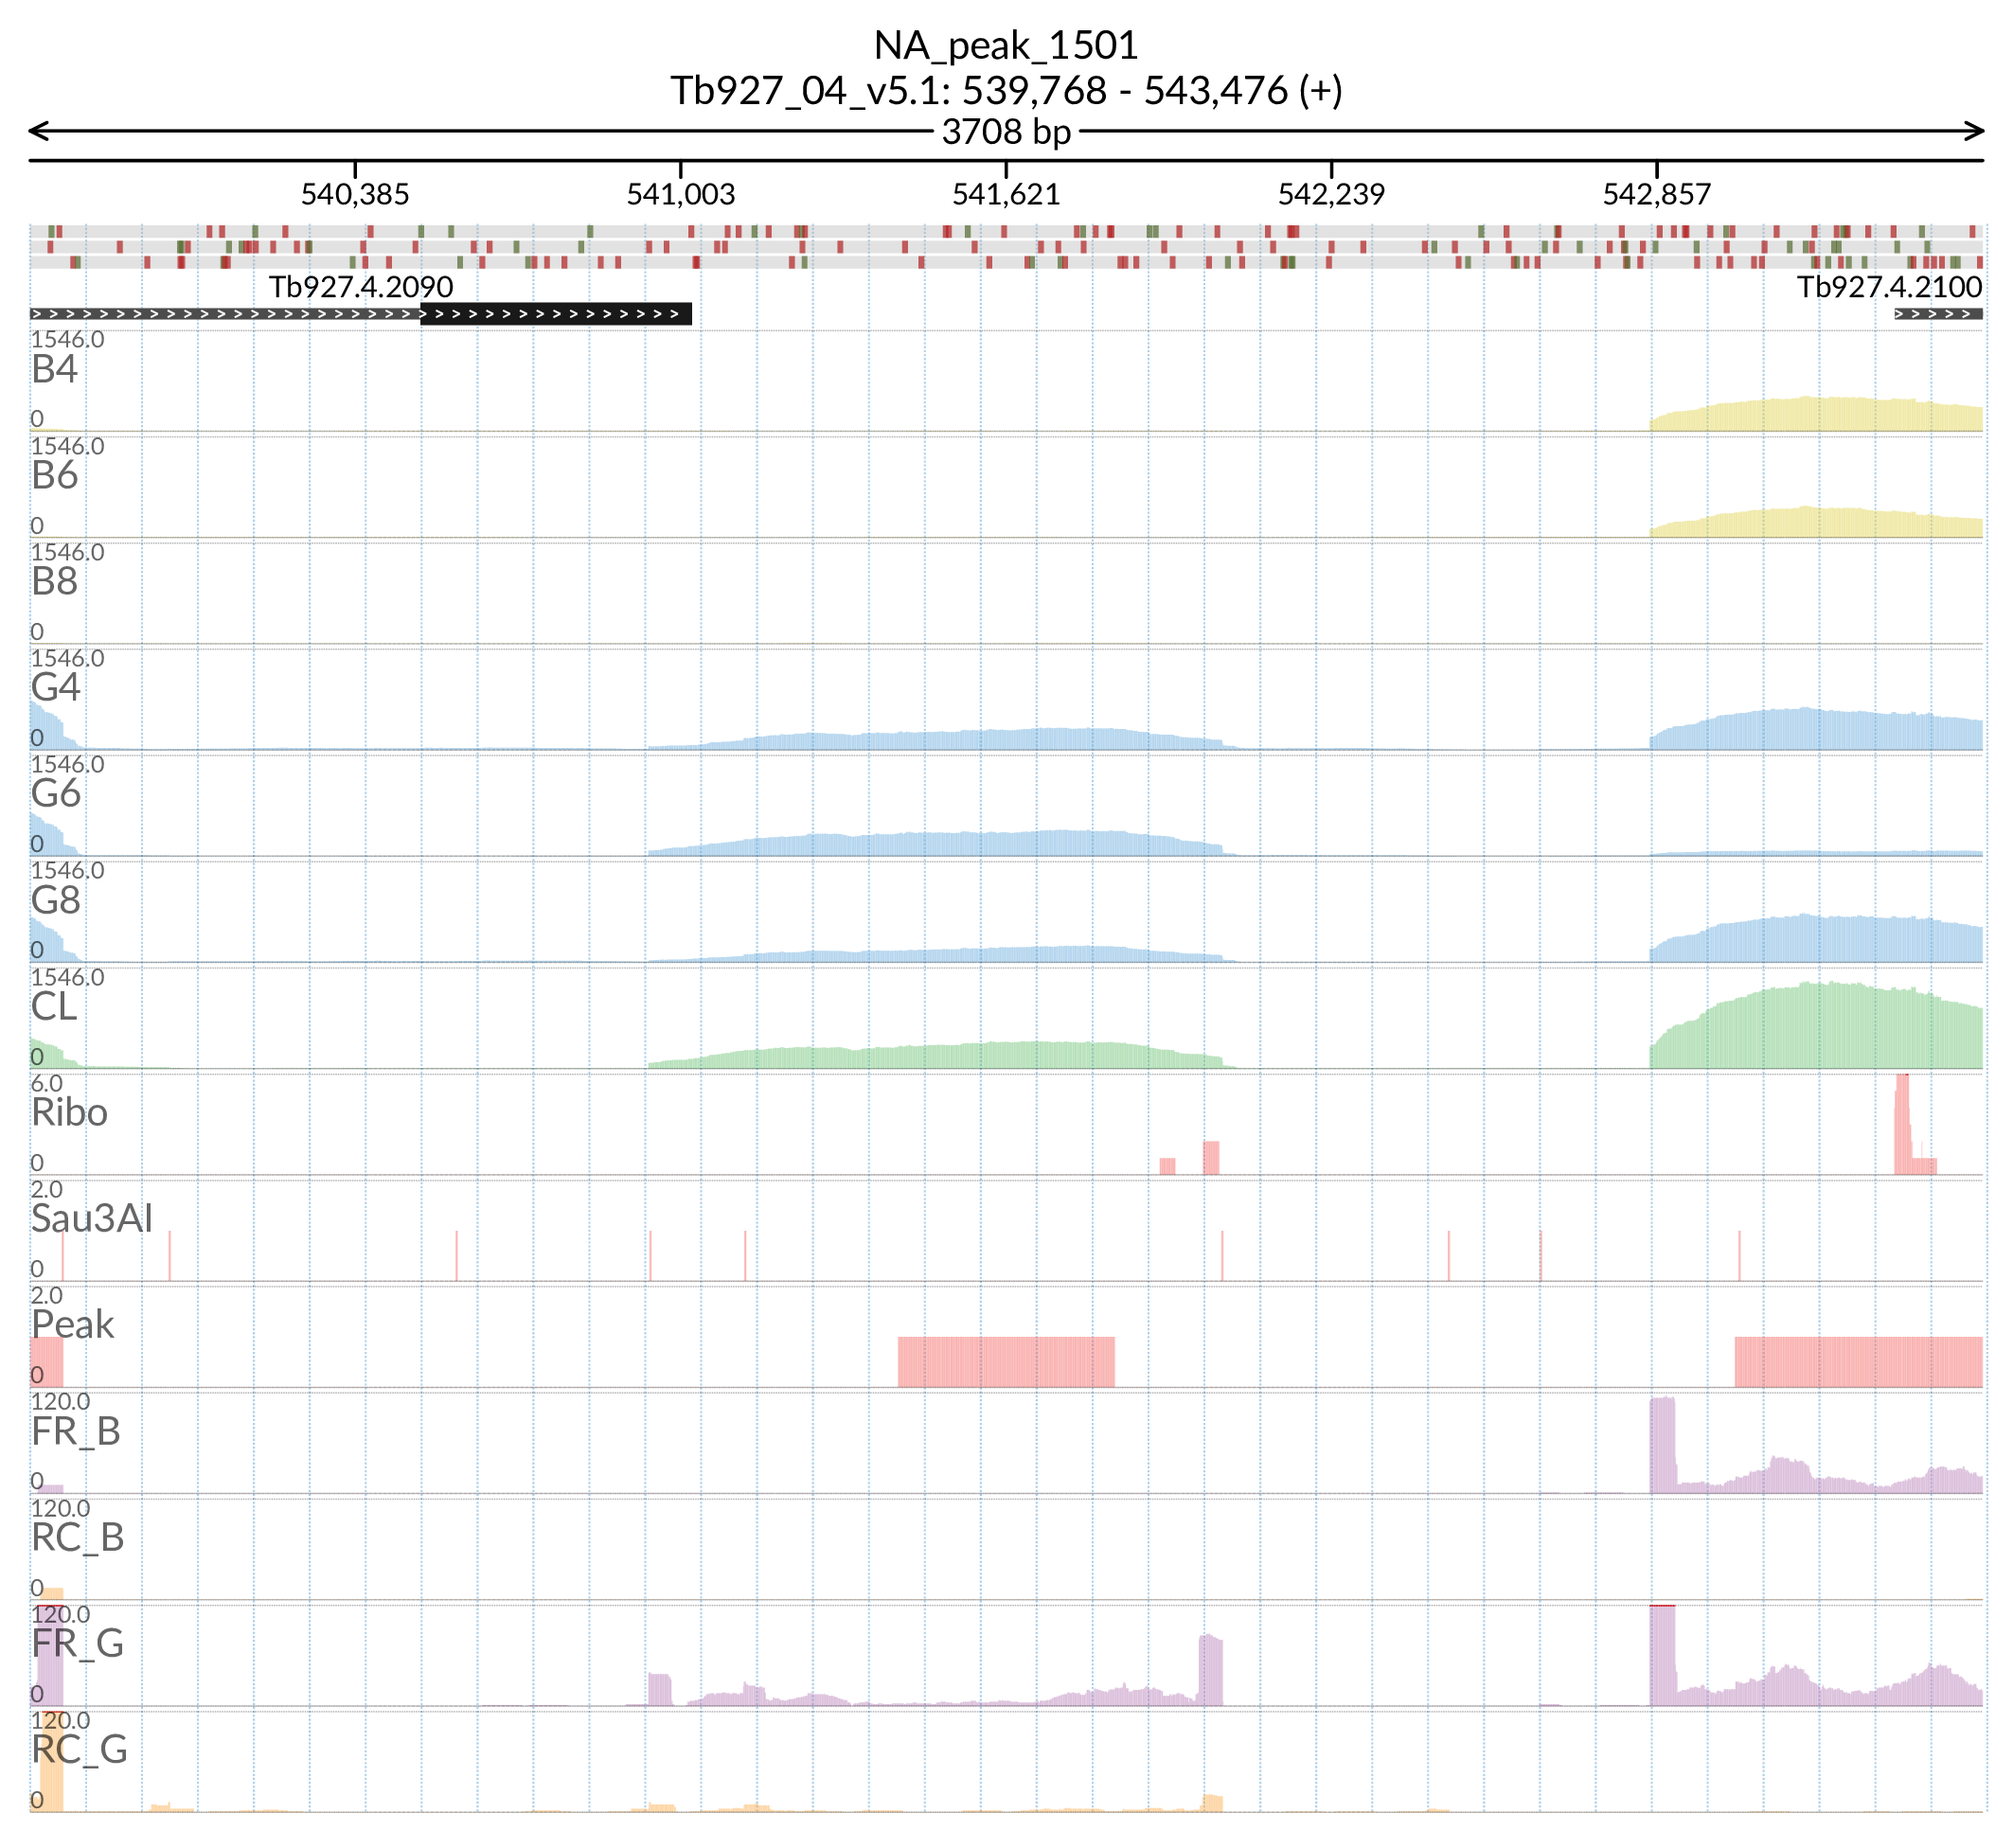 NA_peak_1501
Tb927_04_v5.1: 539,768 - 543,476 (+)
3708 bp
540,385 541,003 541,621 542,239 542,857
Tb927.4.2090 Tb927.4.2100
1546.0
B4
0
1546.0
B6
0
1546.0
B8
0
1546.0
G4
0
1546.0
G6
0
1546.0
G8
0
1546.0
CL
0
6.0
Ribo
0
2.0
Sau3AI
0
2.0
Peak
0
120.0
FR_B
0
120.0
RC_B
0
120.0
FR_G
0
120.0
RC_G
0